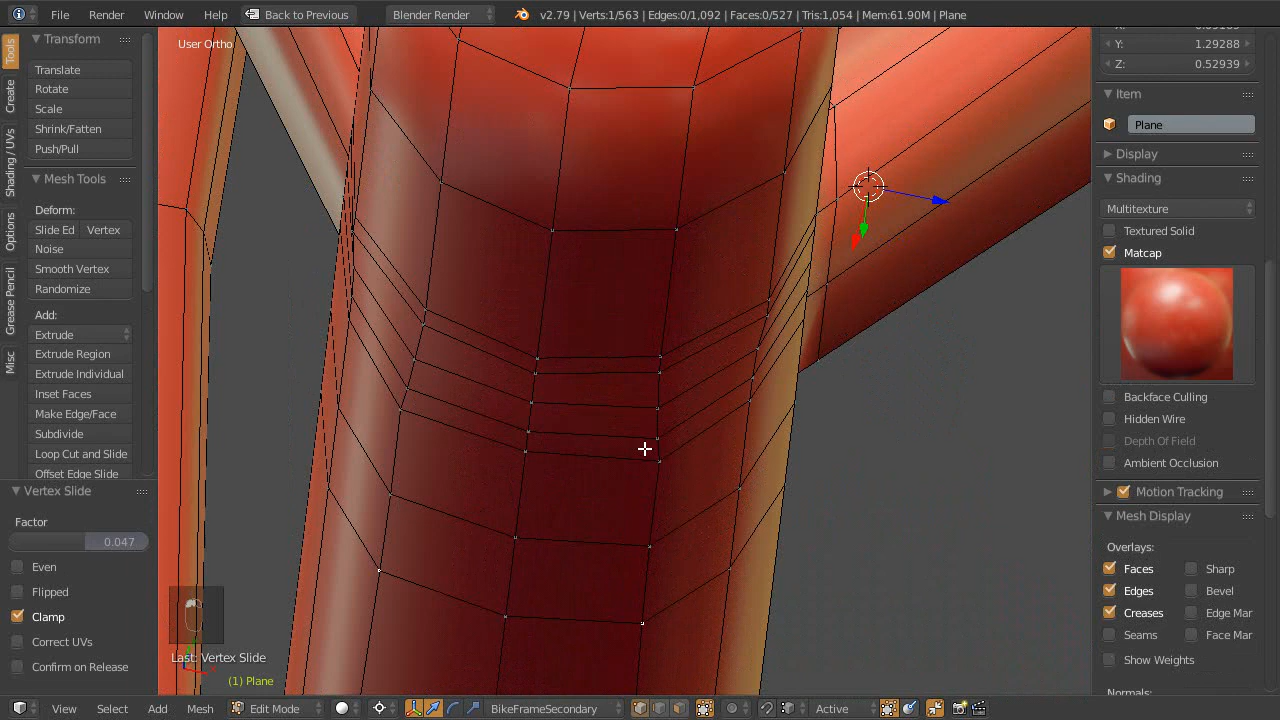 File Render Window Help Back to Previous Blender Render v2.79 | Verts:1/563 | Edges:0/1,092 | Faces:0/527 | Tris:1,054 | Mem:61.90M | Plane
Tools
Create
Shading / UVs
Options
Grease Pencil
Misc
Transform
Translate
Rotate
Scale
Shrink/Fatten
Push/Pull
Mesh Tools
Deform:
Slide Ed Vertex
Noise
Smooth Vertex
Randomize
Add:
Extrude
Extrude Region
Extrude Individual
Inset Faces
Make Edge/Face
Subdivide
Loop Cut and Slide
Offset Edge Slide
Vertex Slide
Factor
0.047
Even
Flipped
Clamp
Correct UVs
Confirm on Release
User Ortho
Last: Vertex Slide
(1) Plane
Y: 1.29288
Z: 0.52939
Item
Plane
Display
Shading
Multitexture
Textured Solid
Matcap
Backface Culling
Hidden Wire
Depth Of Field
Ambient Occlusion
Motion Tracking
Mesh Display
Overlays:
Faces Sharp
Edges Bevel
Creases Edge Mar
Seams Face Mar
Show Weights
Normals:
View Select Add Mesh Edit Mode BikeFrameSecondary Active